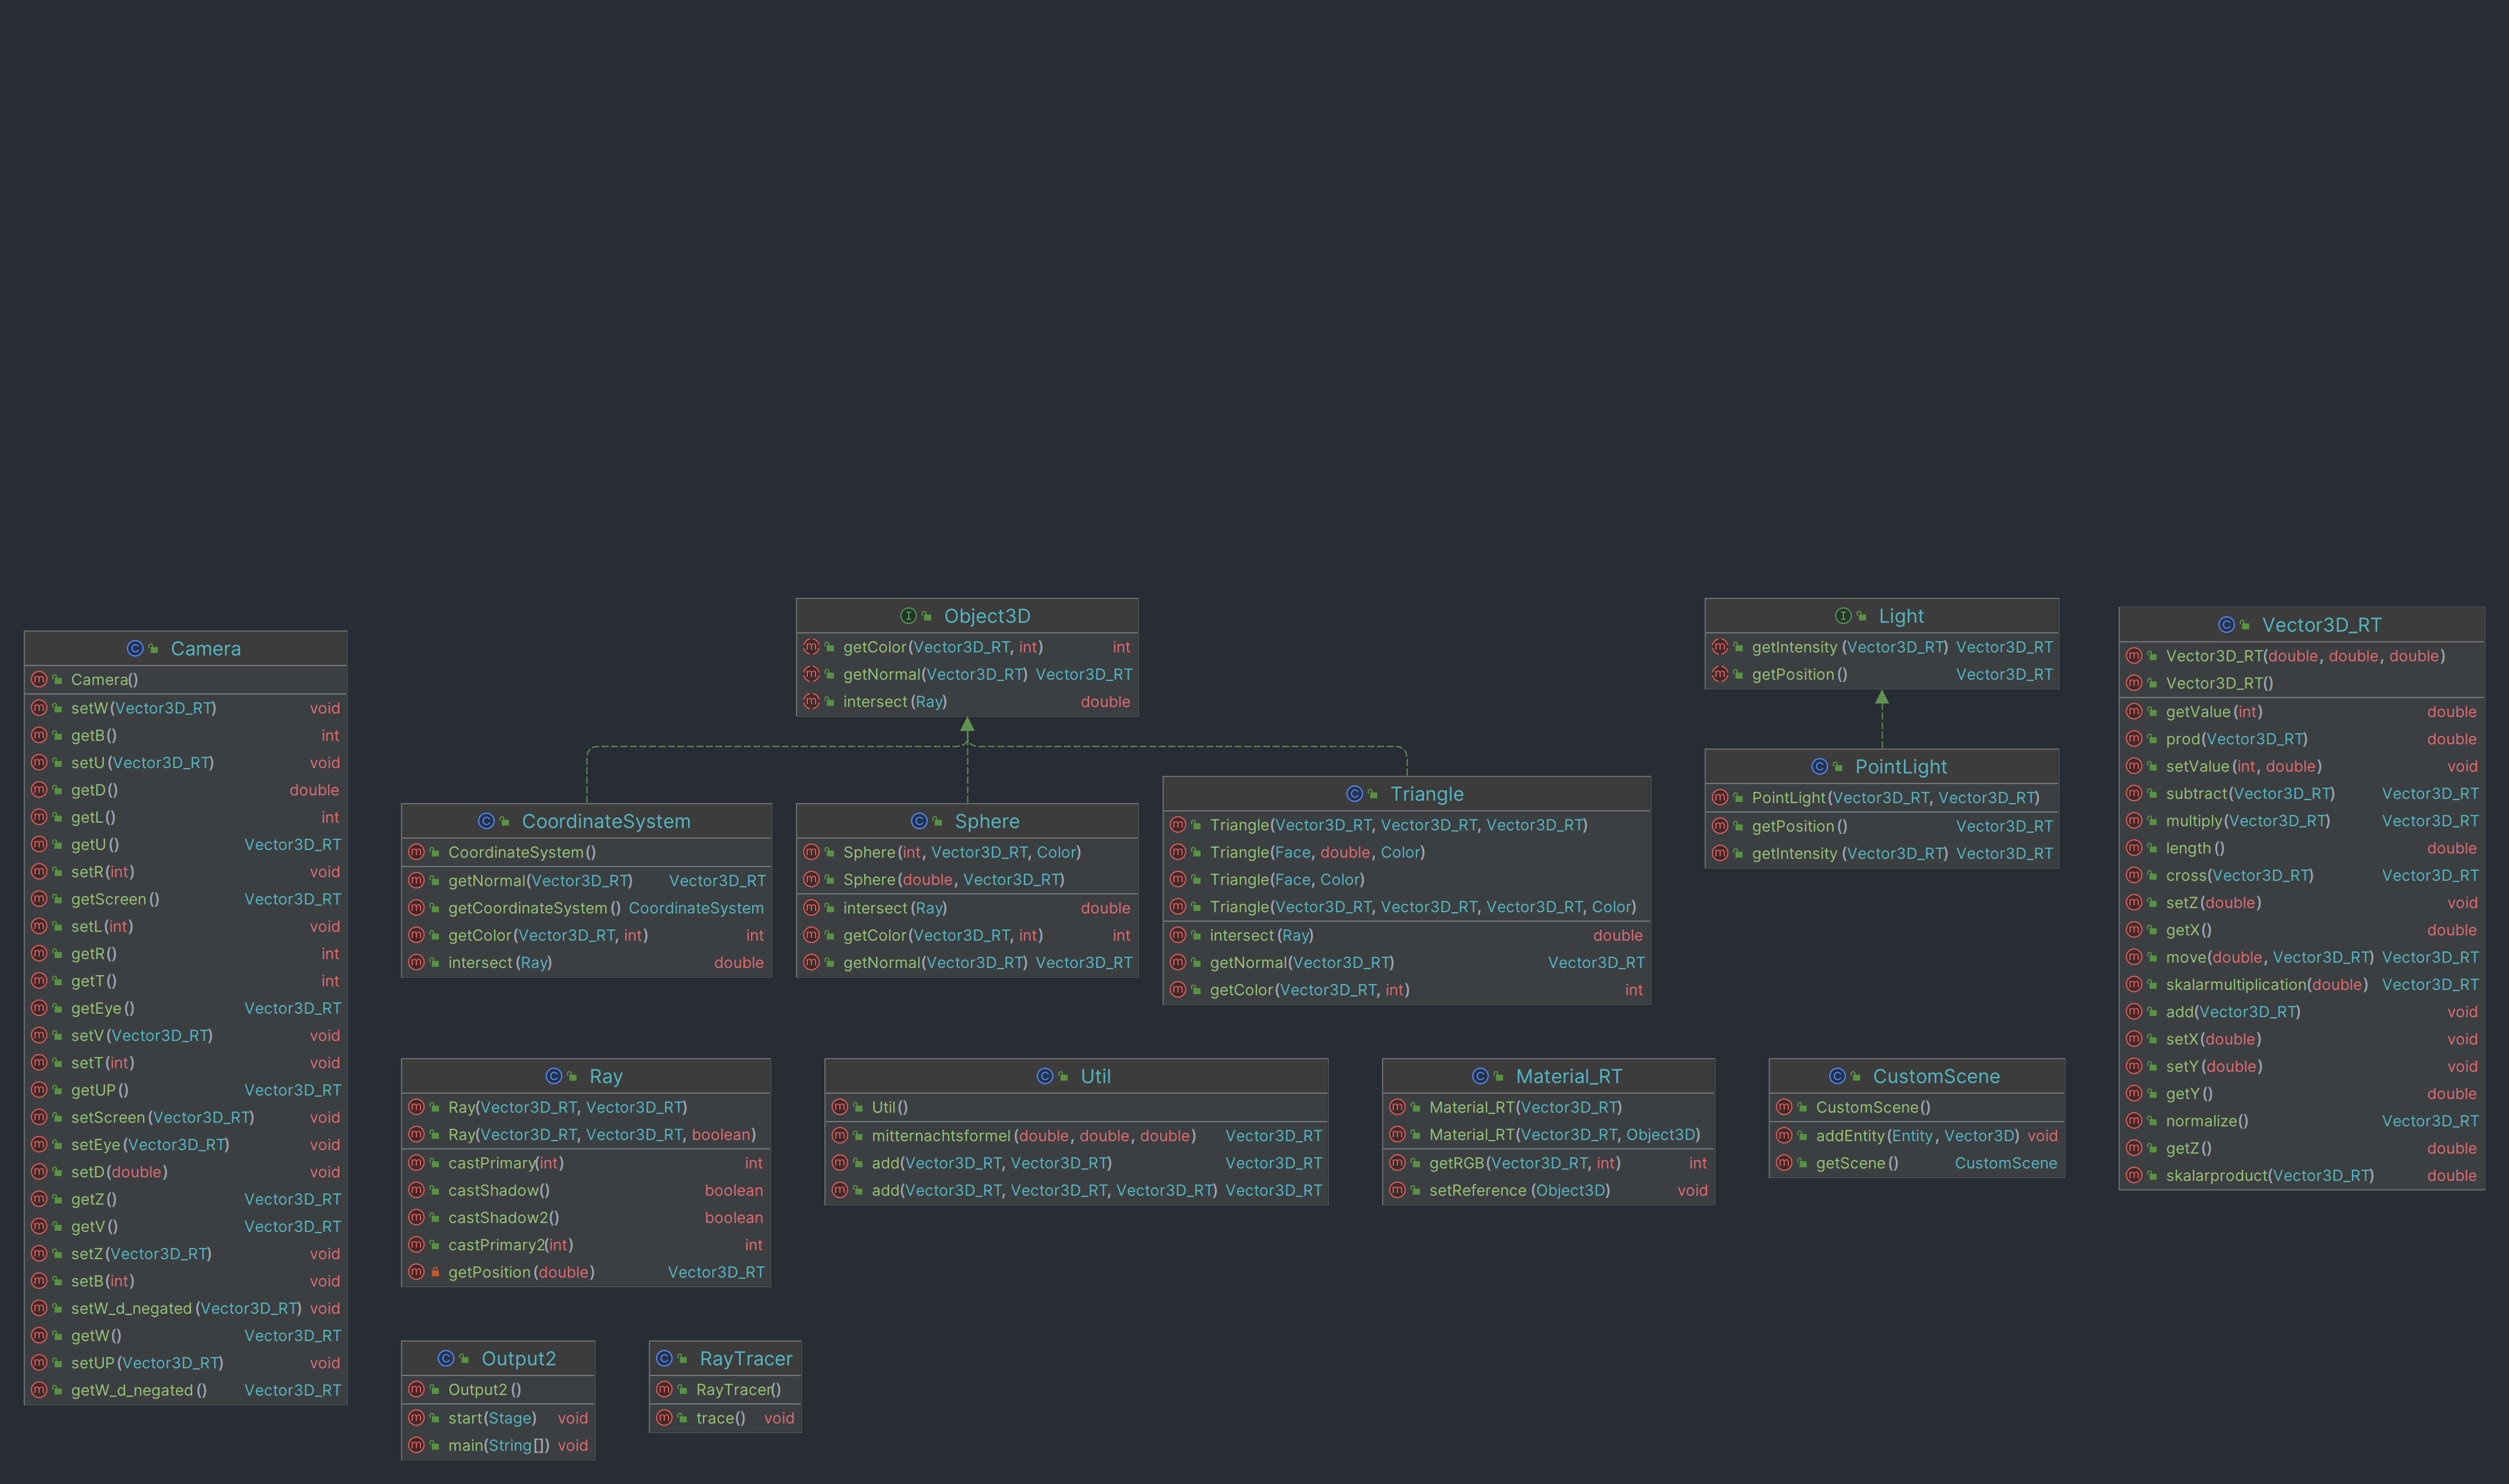 Camera
Camera()
setW(Vector3D_RT) void
getB() int
setU(Vector3D_RT) void
getD() double
getL() int
getU() Vector3D_RT
setR(int) void
getScreen() Vector3D_RT
setL(int) void
getR() int
getT() int
getEye() Vector3D_RT
setV(Vector3D_RT) void
setT(int) void
getUP() Vector3D_RT
setScreen(Vector3D_RT) void
setEye(Vector3D_RT) void
setD(double) void
getZ() Vector3D_RT
getV() Vector3D_RT
setZ(Vector3D_RT) void
setB(int) void
setW_d_negated(Vector3D_RT) void
getW() Vector3D_RT
setUP(Vector3D_RT) void
getW_d_negated() Vector3D_RT
Object3D
getColor(Vector3D_RT, int) int
getNormal(Vector3D_RT) Vector3D_RT
intersect(Ray) double
Light
getIntensity(Vector3D_RT) Vector3D_RT
getPosition() Vector3D_RT
CoordinateSystem
CoordinateSystem()
getNormal(Vector3D_RT) Vector3D_RT
getCoordinateSystem() CoordinateSystem
getColor(Vector3D_RT, int) int
intersect(Ray) double
Sphere
Sphere(int, Vector3D_RT, Color)
Sphere(double, Vector3D_RT)
intersect(Ray) double
getColor(Vector3D_RT, int) int
getNormal(Vector3D_RT) Vector3D_RT
Triangle
Triangle(Vector3D_RT, Vector3D_RT, Vector3D_RT)
Triangle(Face, double, Color)
Triangle(Face, Color)
Triangle(Vector3D_RT, Vector3D_RT, Vector3D_RT, Color)
intersect(Ray) double
getNormal(Vector3D_RT) Vector3D_RT
getColor(Vector3D_RT, int) int
PointLight
PointLight(Vector3D_RT, Vector3D_RT)
getPosition() Vector3D_RT
getIntensity(Vector3D_RT) Vector3D_RT
Vector3D_RT
Vector3D_RT(double, double, double)
Vector3D_RT()
getValue(int) double
prod(Vector3D_RT) double
setValue(int, double) void
subtract(Vector3D_RT) Vector3D_RT
multiply(Vector3D_RT) Vector3D_RT
length() double
cross(Vector3D_RT) Vector3D_RT
setZ(double) void
getX() double
move(double, Vector3D_RT) Vector3D_RT
skalarmultiplication(double) Vector3D_RT
add(Vector3D_RT) void
setX(double) void
setY(double) void
getY() double
normalize() Vector3D_RT
getZ() double
skalarproduct(Vector3D_RT) double
Ray
Ray(Vector3D_RT, Vector3D_RT)
Ray(Vector3D_RT, Vector3D_RT, boolean)
castPrimary(int) int
castShadow() boolean
castShadow2() boolean
castPrimary2(int) int
getPosition(double) Vector3D_RT
Util
Util()
mitternachtsformel(double, double, double) Vector3D_RT
add(Vector3D_RT, Vector3D_RT) Vector3D_RT
add(Vector3D_RT, Vector3D_RT, Vector3D_RT) Vector3D_RT
Material_RT
Material_RT(Vector3D_RT)
Material_RT(Vector3D_RT, Object3D)
getRGB(Vector3D_RT, int) int
setReference(Object3D) void
CustomScene
CustomScene()
addEntity(Entity, Vector3D) void
getScene() CustomScene
Output2
Output2()
start(Stage) void
main(String[]) void
RayTracer
RayTracer()
trace() void